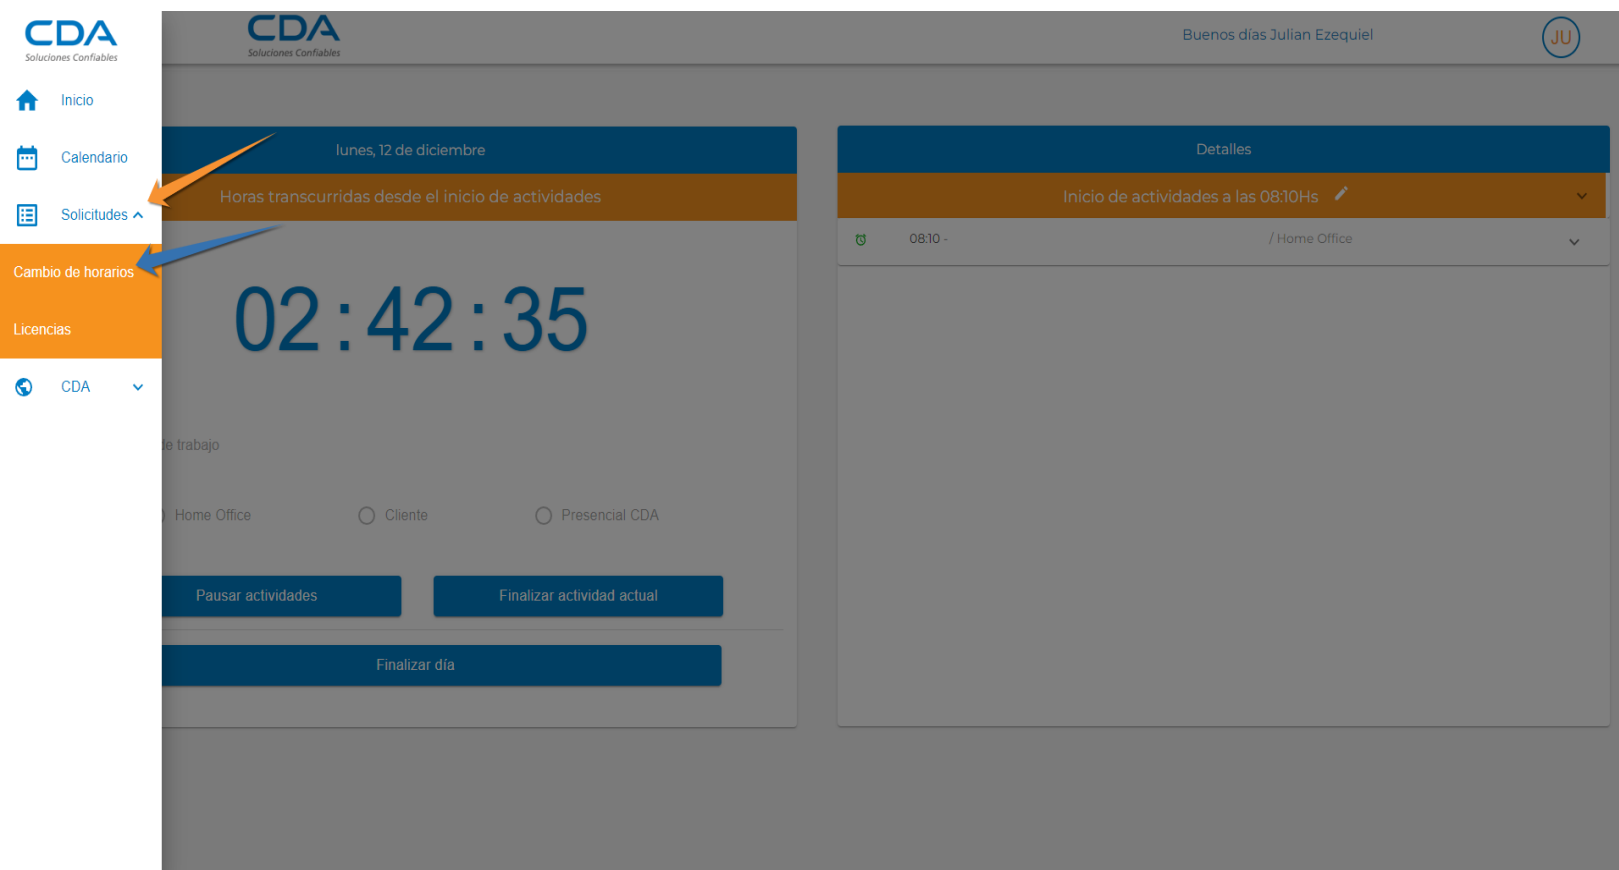 CDA
Soluciones Confiables
Inicio
Calendario
Solicitudes
Cambio de horarios
Licencias
CDA
CDA
Soluciones Confiables
Buenos días Julian Ezequiel
JU
lunes, 12 de diciembre
Horas transcurridas desde el inicio de actividades
02:42:35
de trabajo
Home Office
Cliente
Presencial CDA
Pausar actividades
Finalizar actividad actual
Finalizar día
Detalles
Inicio de actividades a las 08:10Hs
08:10 -
/ Home Office